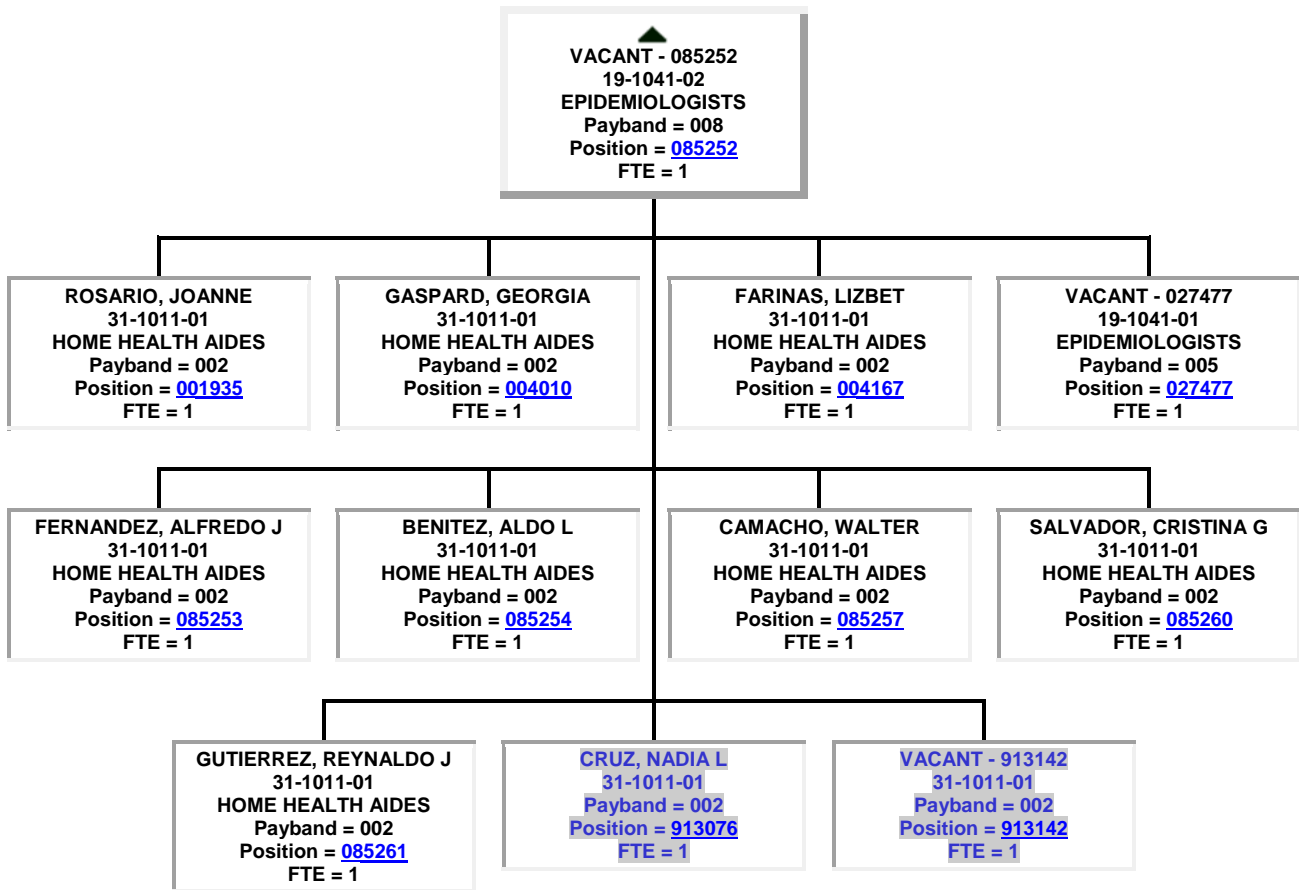 VACANT - 085252
19-1041-02
EPIDEMIOLOGISTS
Payband = 008
Position = 085252
FTE = 1
ROSARIO, JOANNE
31-1011-01
HOME HEALTH AIDES
Payband = 002
Position = 001935
FTE = 1
GASPARD, GEORGIA
31-1011-01
HOME HEALTH AIDES
Payband = 002
Position = 004010
FTE = 1
FARINAS, LIZBET
31-1011-01
HOME HEALTH AIDES
Payband = 002
Position = 004167
FTE = 1
VACANT - 027477
19-1041-01
EPIDEMIOLOGISTS
Payband = 005
Position = 027477
FTE = 1
FERNANDEZ, ALFREDO J
31-1011-01
HOME HEALTH AIDES
Payband = 002
Position = 085253
FTE = 1
BENITEZ, ALDO L
31-1011-01
HOME HEALTH AIDES
Payband = 002
Position = 085254
FTE = 1
CAMACHO, WALTER
31-1011-01
HOME HEALTH AIDES
Payband = 002
Position = 085257
FTE = 1
SALVADOR, CRISTINA G
31-1011-01
HOME HEALTH AIDES
Payband = 002
Position = 085260
FTE = 1
GUTIERREZ, REYNALDO J
31-1011-01
HOME HEALTH AIDES
Payband = 002
Position = 085261
FTE = 1
CRUZ, NADIA L
31-1011-01
Payband = 002
Position = 913076
FTE = 1
VACANT - 913142
31-1011-01
Payband = 002
Position = 913142
FTE = 1